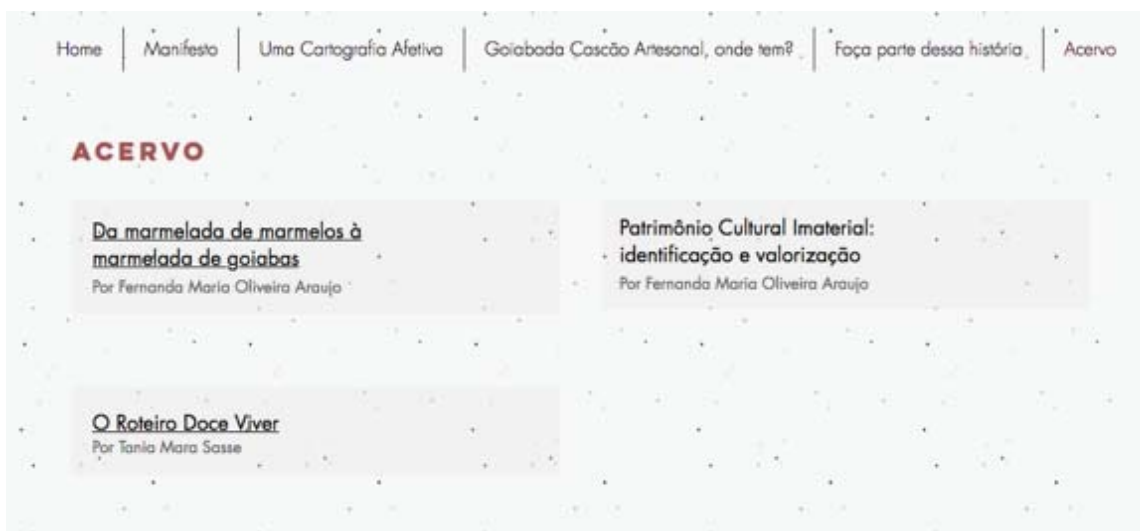 Home
Manifesto
Uma Cartografia Afetiva
Goiabada Cascão Artesanal, onde tem?
Faça parte dessa história
Acervo
ACERVO
Da marmelada de marmelos à
marmelada de goiabas
Por Fernanda Maria Oliveira Araujo
Patrimônio Cultural Imaterial:
identificação e valorização
Por Fernanda Maria Oliveira Araujo
O Roteiro Doce Viver
Por Tania Mara Sasse